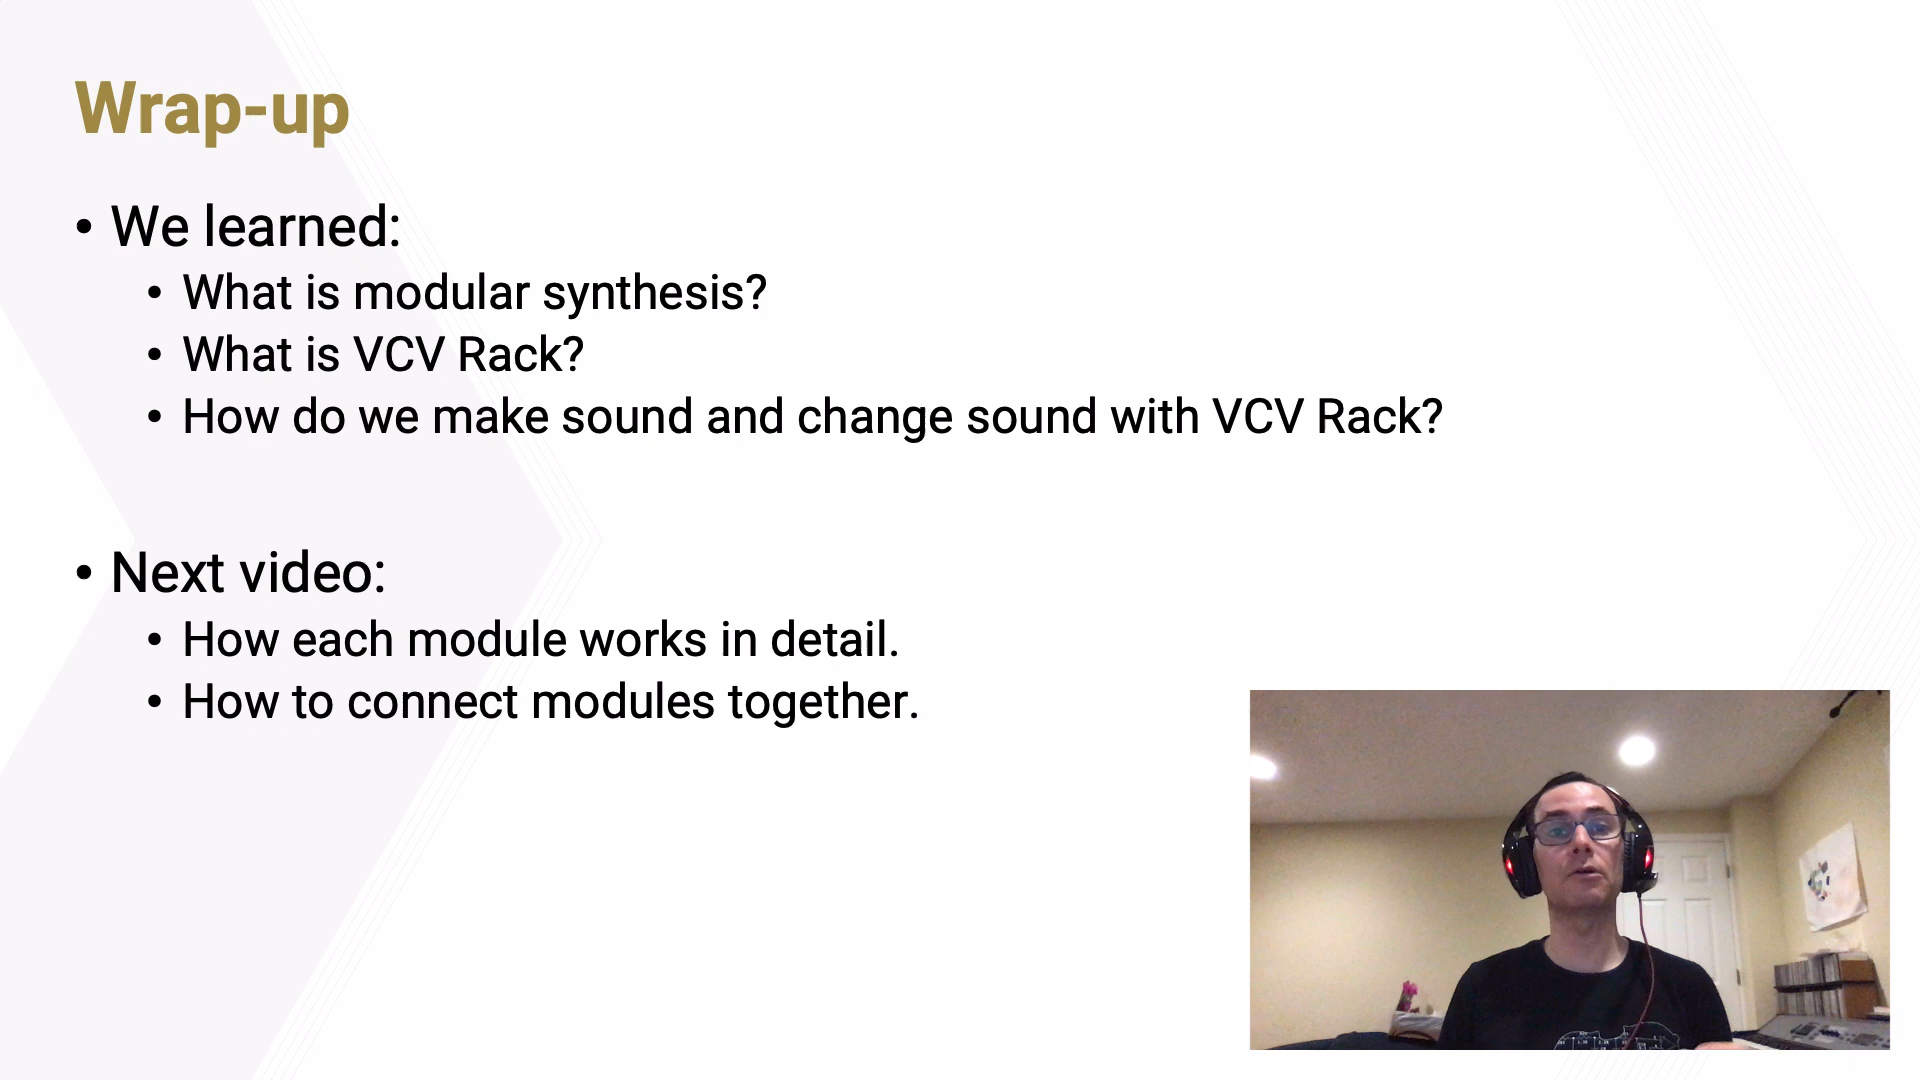 Wrap-up
• We learned:
• What is modular synthesis?
• What is VCV Rack?
• How do we make sound and change sound with VCV Rack?
• Next video:
• How each module works in detail.
• How to connect modules together.